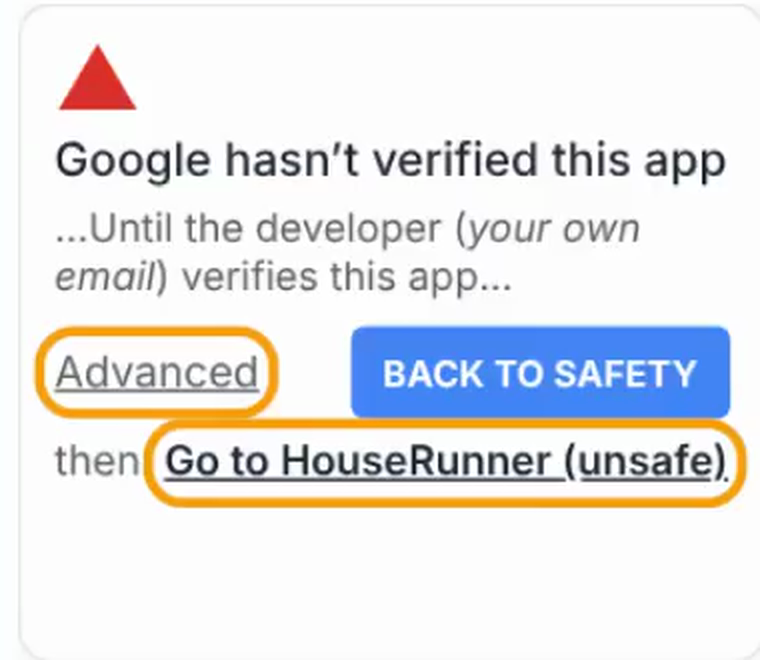 Google hasn’t verified this app
...Until the developer (your own
email) verifies this app...
Advanced
BACK TO SAFETY
then Go to HouseRunner (unsafe).